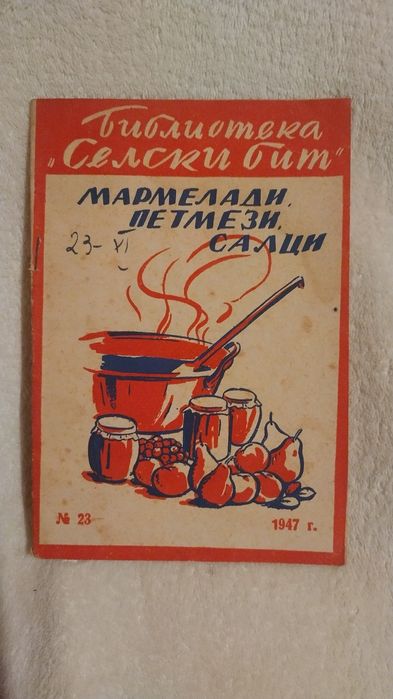 Библиотека
"Селски бит"
МАРМЕЛАДИ,
ПЕТМЕЗИ,
САЛЦИ
23-XI
№ 23
1947 г.